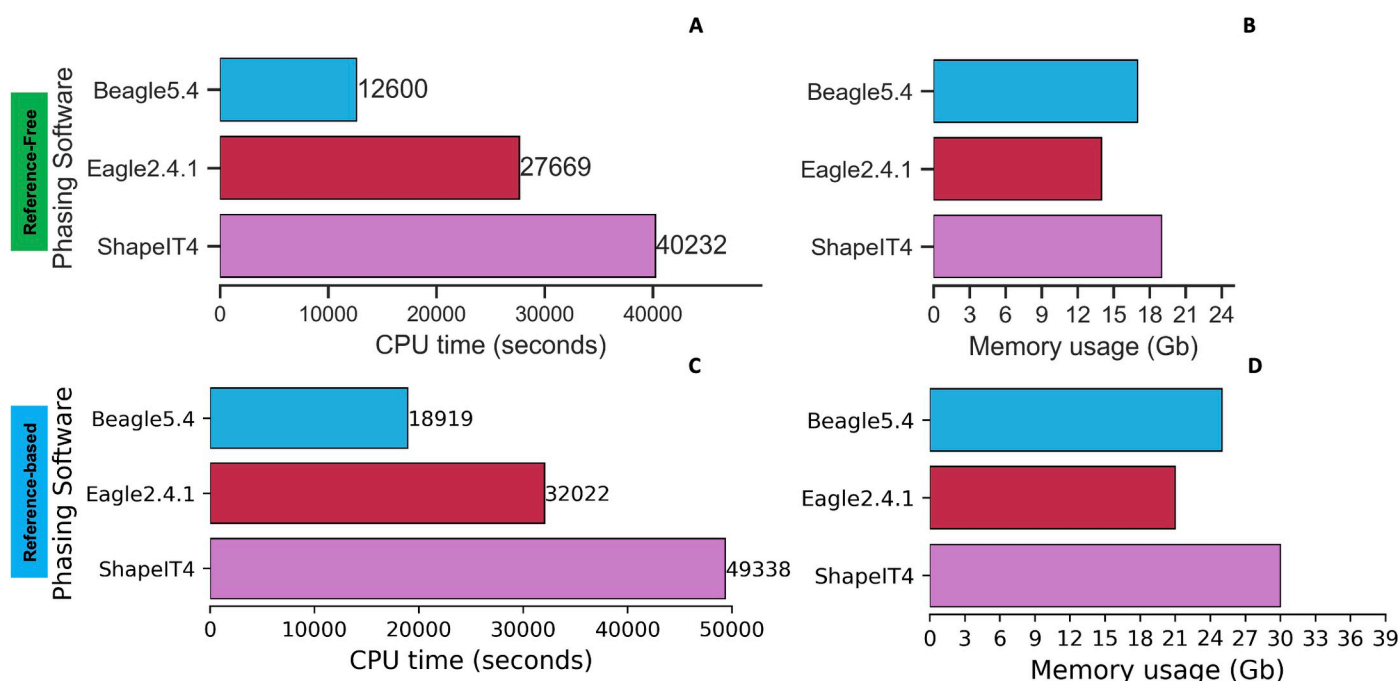 A
Reference-Free
Phasing Software
Beagle5.4
12600
Eagle2.4.1
27669
ShapeIT4
40232
0 10000 20000 30000 40000
CPU time (seconds)
B
Beagle5.4
Eagle2.4.1
ShapeIT4
0 3 6 9 12 15 18 21 24
Memory usage (Gb)
C
Reference-based
Phasing Software
Beagle5.4
18919
Eagle2.4.1
32022
ShapeIT4
49338
0 10000 20000 30000 40000 50000
CPU time (seconds)
D
Beagle5.4
Eagle2.4.1
ShapeIT4
0 3 6 9 12 15 18 21 24 27 30 33 36 39
Memory usage (Gb)